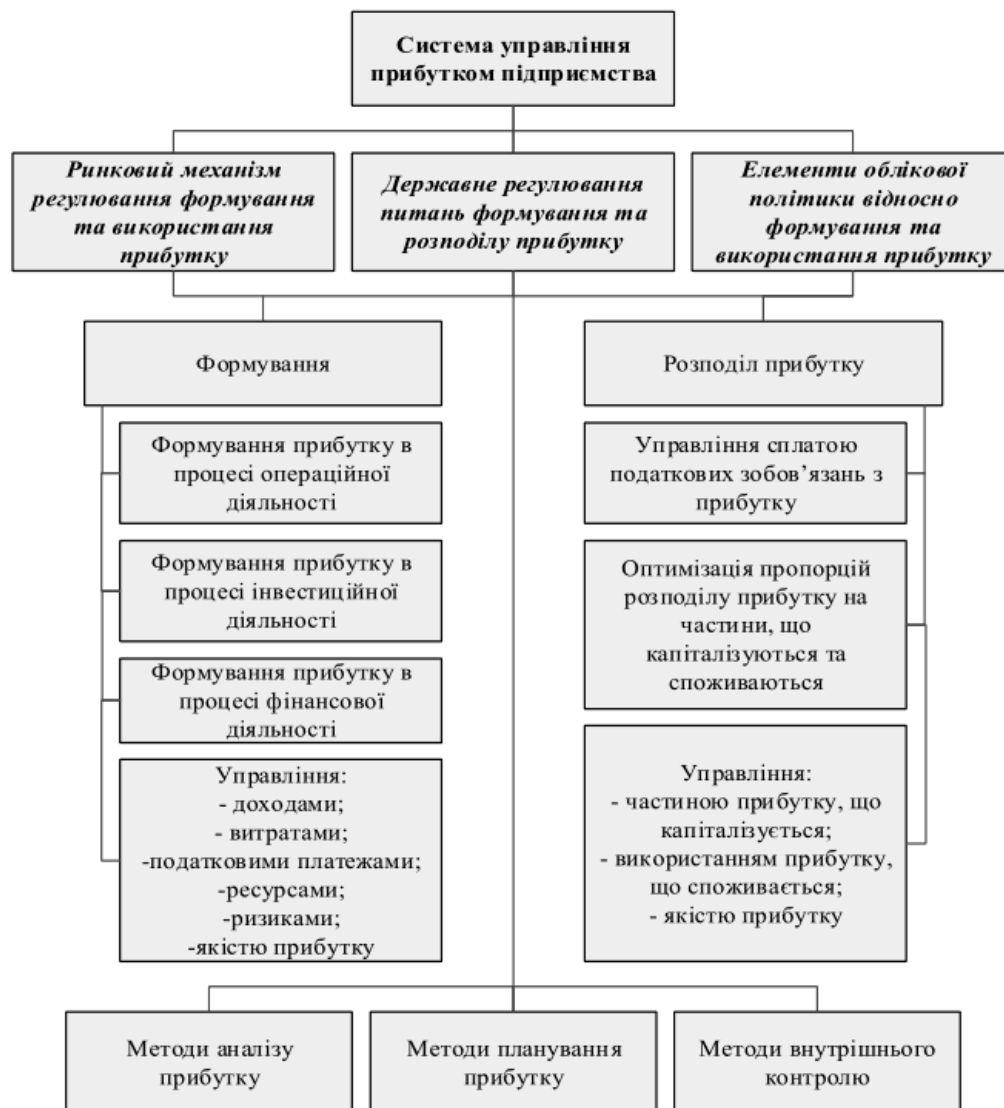 Система управління
прибутком підприємства
Ринковий механізм
регулювання формування
та використання
прибутку
Державне регулювання
питань формування та
розподілу прибутку
Елементи облікової
політики відносно
формування та
використання прибутку
Формування
Формування прибутку в
процесі операційної
діяльності
Формування прибутку в
процесі інвестиційної
діяльності
Формування прибутку в
процесі фінансової
діяльності
Управління:
- доходами;
- витратами;
-податковими платежами;
-ресурсами;
-ризиками;
-якістю прибутку
Розподіл прибутку
Управління сплатою
податкових зобов’язань з
прибутку
Оптимізація пропорцій
розподілу прибутку на
частини, що
капіталізуються та
споживаються
Управління:
- частиною прибутку, що
капіталізується;
- використанням прибутку,
що споживається;
- якістю прибутку
Методи аналізу
прибутку
Методи планування
прибутку
Методи внутрішнього
контролю